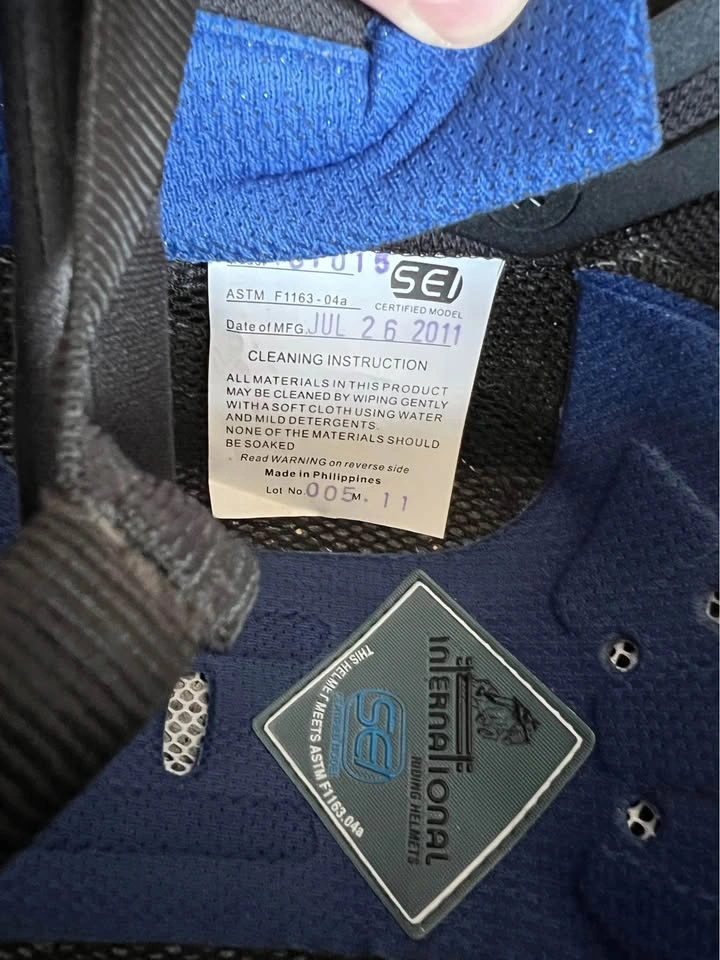 SEI
CERTIFIED MODEL
ASTM F1163-04a
Date of MFG. JUL 26 2011
CLEANING INSTRUCTION
ALL MATERIALS IN THIS PRODUCT
MAY BE CLEANED BY WIPING GENTLY
WITH A SOFT CLOTH USING WATER
AND MILD DETERGENTS.
NONE OF THE MATERIALS SHOULD
BE SOAKED
Read WARNING on reverse side
Made in Philippines
Lot No. 005.M 11
InternaTional
RIDING HELMETS
SEI
THIS HELMET MEETS ASTM F1163.04a